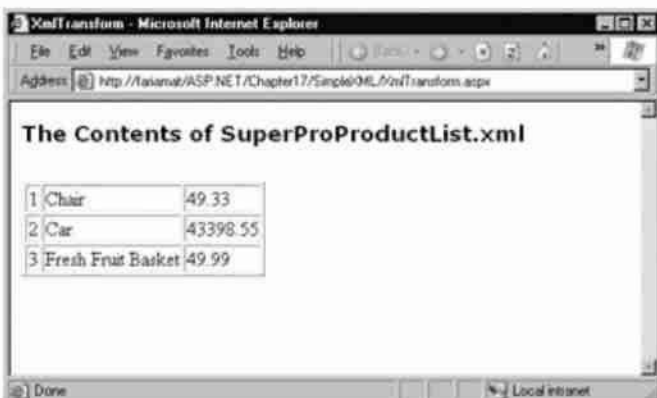 XmlTransform - Microsoft Internet Explorer
File Edit View Favorites Tools Help
Address http://fariamat/ASP.NET/Chapter17/SimpleXML/XmlTransform.aspx
The Contents of SuperProProductList.xml
1 Chair 49.33
2 Car 43398.55
3 Fresh Fruit Basket 49.99
Done Local intranet